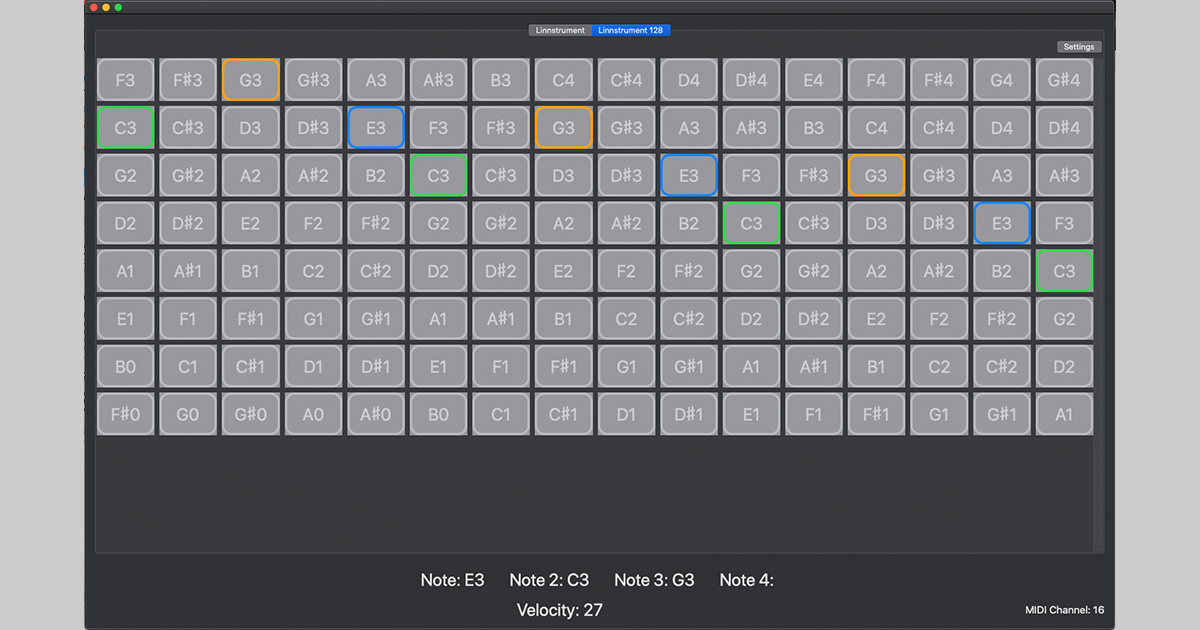 Linnstrument Linnstrument 128
Settings
F3 F#3 G3 G#3 A3 A#3 B3 C4 C#4 D4 D#4 E4 F4 F#4 G4 G#4
C3 C#3 D3 D#3 E3 F3 F#3 G3 G#3 A3 A#3 B3 C4 C#4 D4 D#4
G2 G#2 A2 A#2 B2 C3 C#3 D3 D#3 E3 F3 F#3 G3 G#3 A3 A#3
D2 D#2 E2 F2 F#2 G2 G#2 A2 A#2 B2 C3 C#3 D3 D#3 E3 F3
A1 A#1 B1 C2 C#2 D2 D#2 E2 F2 F#2 G2 G#2 A2 A#2 B2 C3
E1 F1 F#1 G1 G#1 A1 A#1 B1 C2 C#2 D2 D#2 E2 F2 F#2 G2
B0 C1 C#1 D1 D#1 E1 F1 F#1 G1 G#1 A1 A#1 B1 C2 C#2 D2
F#0 G0 G#0 A0 A#0 B0 C1 C#1 D1 D#1 E1 F1 F#1 G1 G#1 A1
Note: E3 Note 2: C3 Note 3: G3 Note 4:
Velocity: 27
MIDI Channel: 16